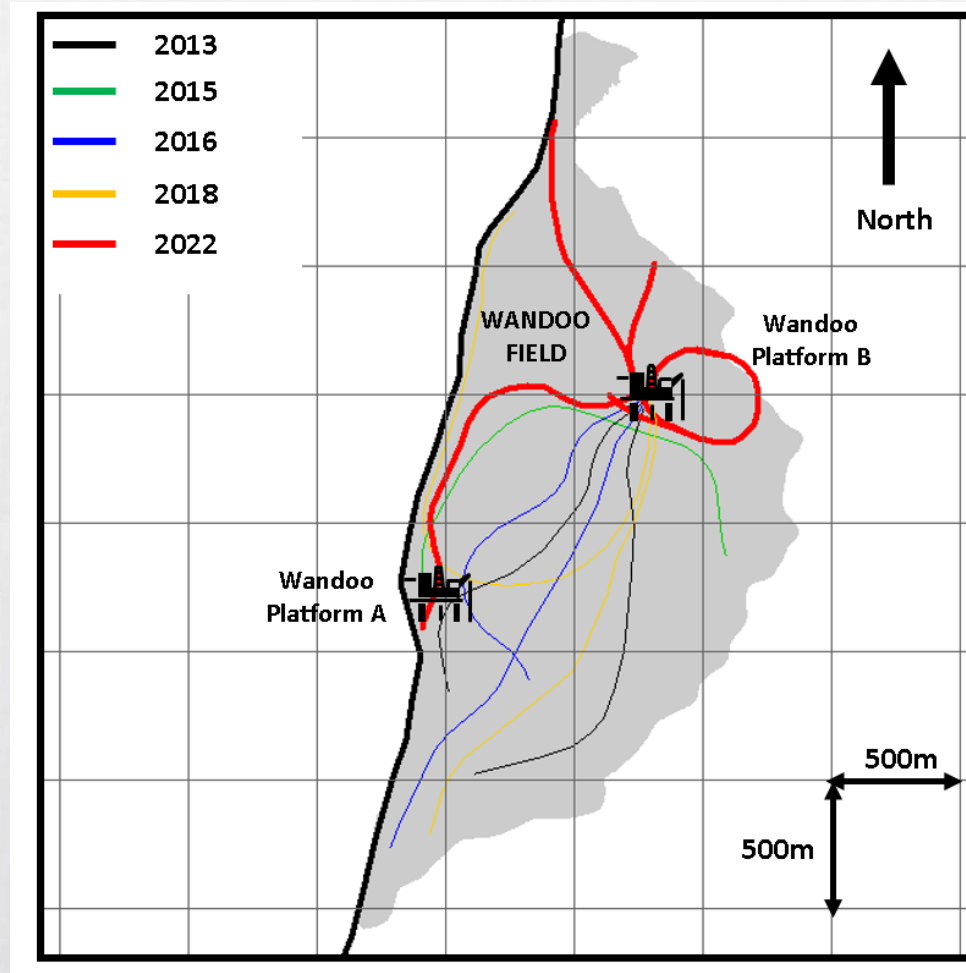 2013
2015
2016
2018
2022
North
WANDOO
FIELD
Wandoo
Platform B
Wandoo
Platform A
500m
500m